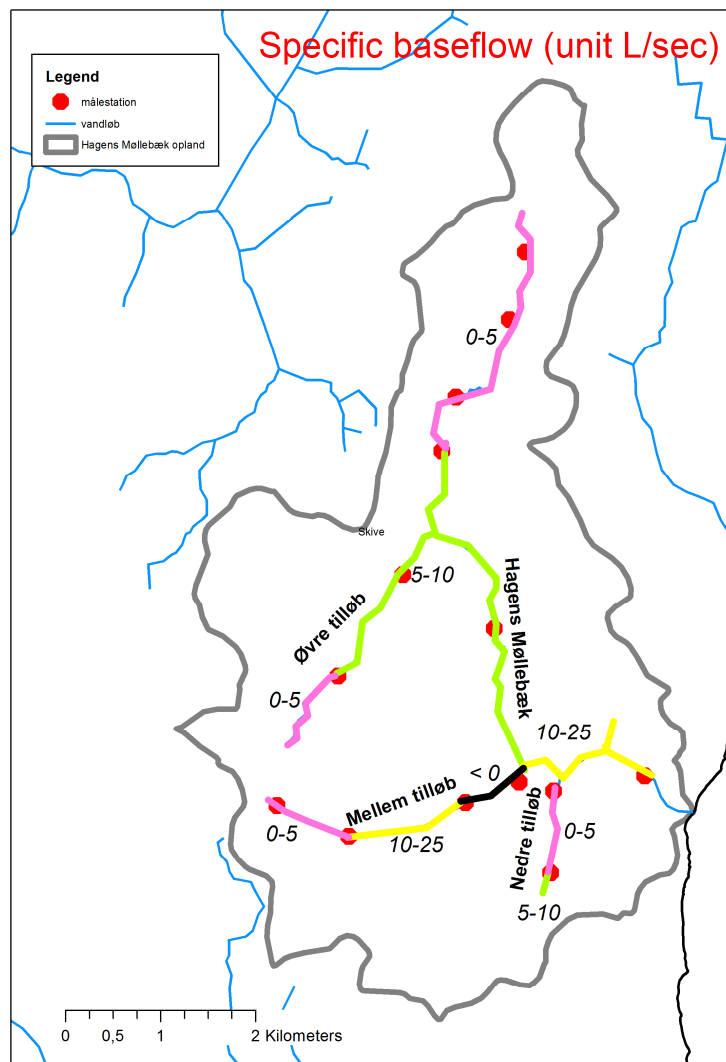 Specific baseflow (unit L/sec)
Legend
målestation
vandløb
Hagens Møllebæk opland
0-5
Skive
5-10
Øvre tilløb
Hagens Møllebæk
0-5
10-25
< 0
Mellem tilløb
0-5
10-25
Nedre tilløb
0-5
5-10
0 0,5 1 2 Kilometers